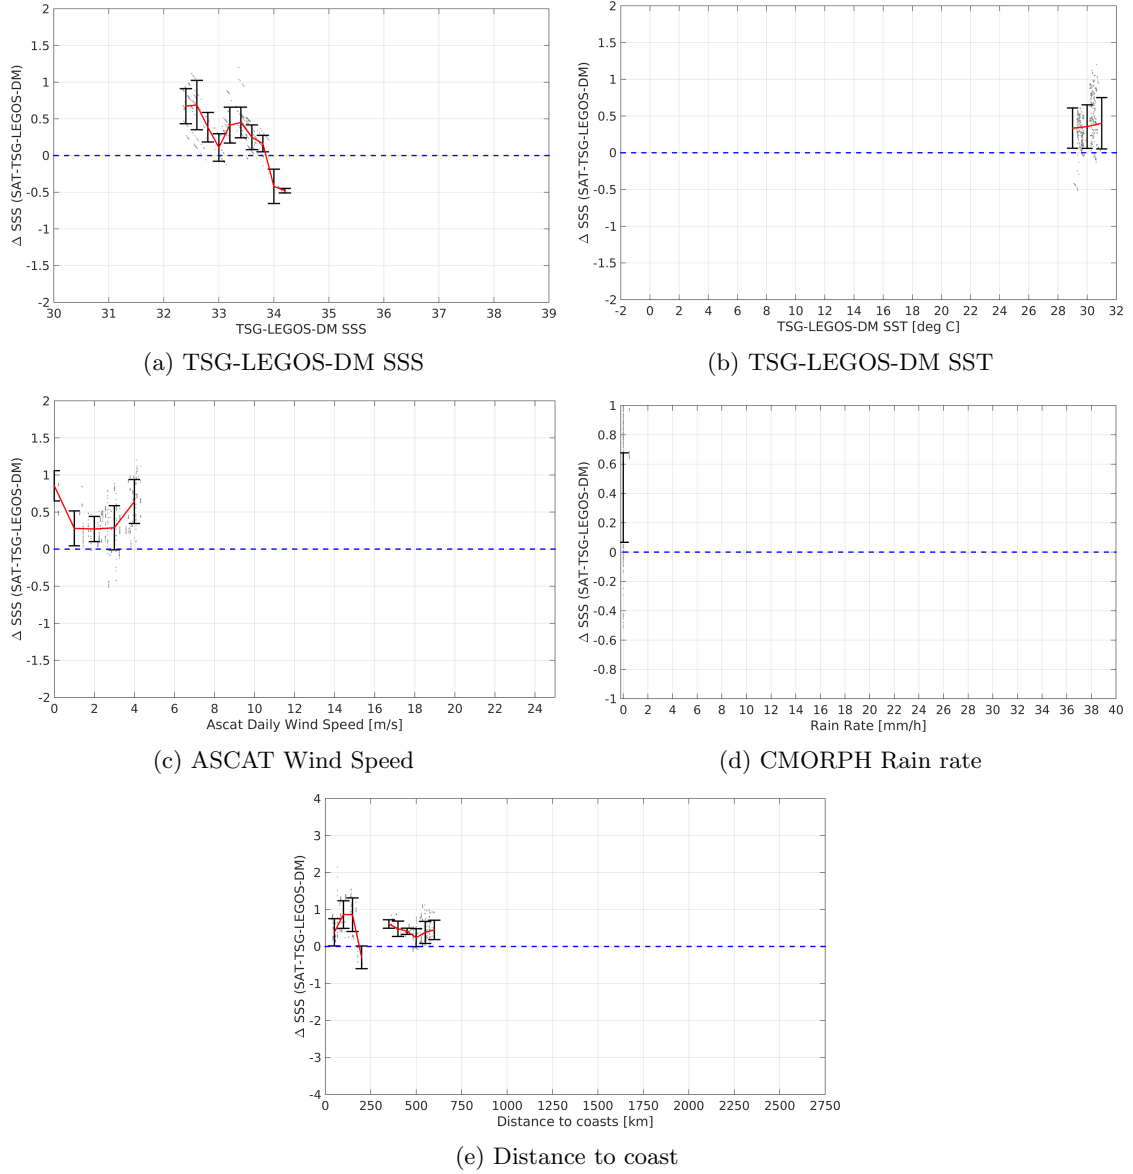 2
1.5
1
0.5
0
-0.5
-1
-1.5
-2
Δ SSS (SAT-TSG-LEGOS-DM)
30 31 32 33 34 35 36 37 38 39
TSG-LEGOS-DM SSS
(a) TSG-LEGOS-DM SSS
2
1.5
1
0.5
0
-0.5
-1
-1.5
-2
Δ SSS (SAT-TSG-LEGOS-DM)
-2 0 2 4 6 8 10 12 14 16 18 20 22 24 26 28 30 32
TSG-LEGOS-DM SST [deg C]
(b) TSG-LEGOS-DM SST
2
1.5
1
0.5
0
-0.5
-1
-1.5
-2
Δ SSS (SAT-TSG-LEGOS-DM)
0 2 4 6 8 10 12 14 16 18 20 22 24
Ascat Daily Wind Speed [m/s]
(c) ASCAT Wind Speed
1
0.8
0.6
0.4
0.2
0
-0.2
-0.4
-0.6
-0.8
-1
Δ SSS (SAT-TSG-LEGOS-DM)
0 2 4 6 8 10 12 14 16 18 20 22 24 26 28 30 32 34 36 38 40
Rain Rate [mm/h]
(d) CMORPH Rain rate
4
3
2
1
0
-1
-2
-3
-4
Δ SSS (SAT-TSG-LEGOS-DM)
0 250 500 750 1000 1250 1500 1750 2000 2250 2500 2750
Distance to coasts [km]
(e) Distance to coast